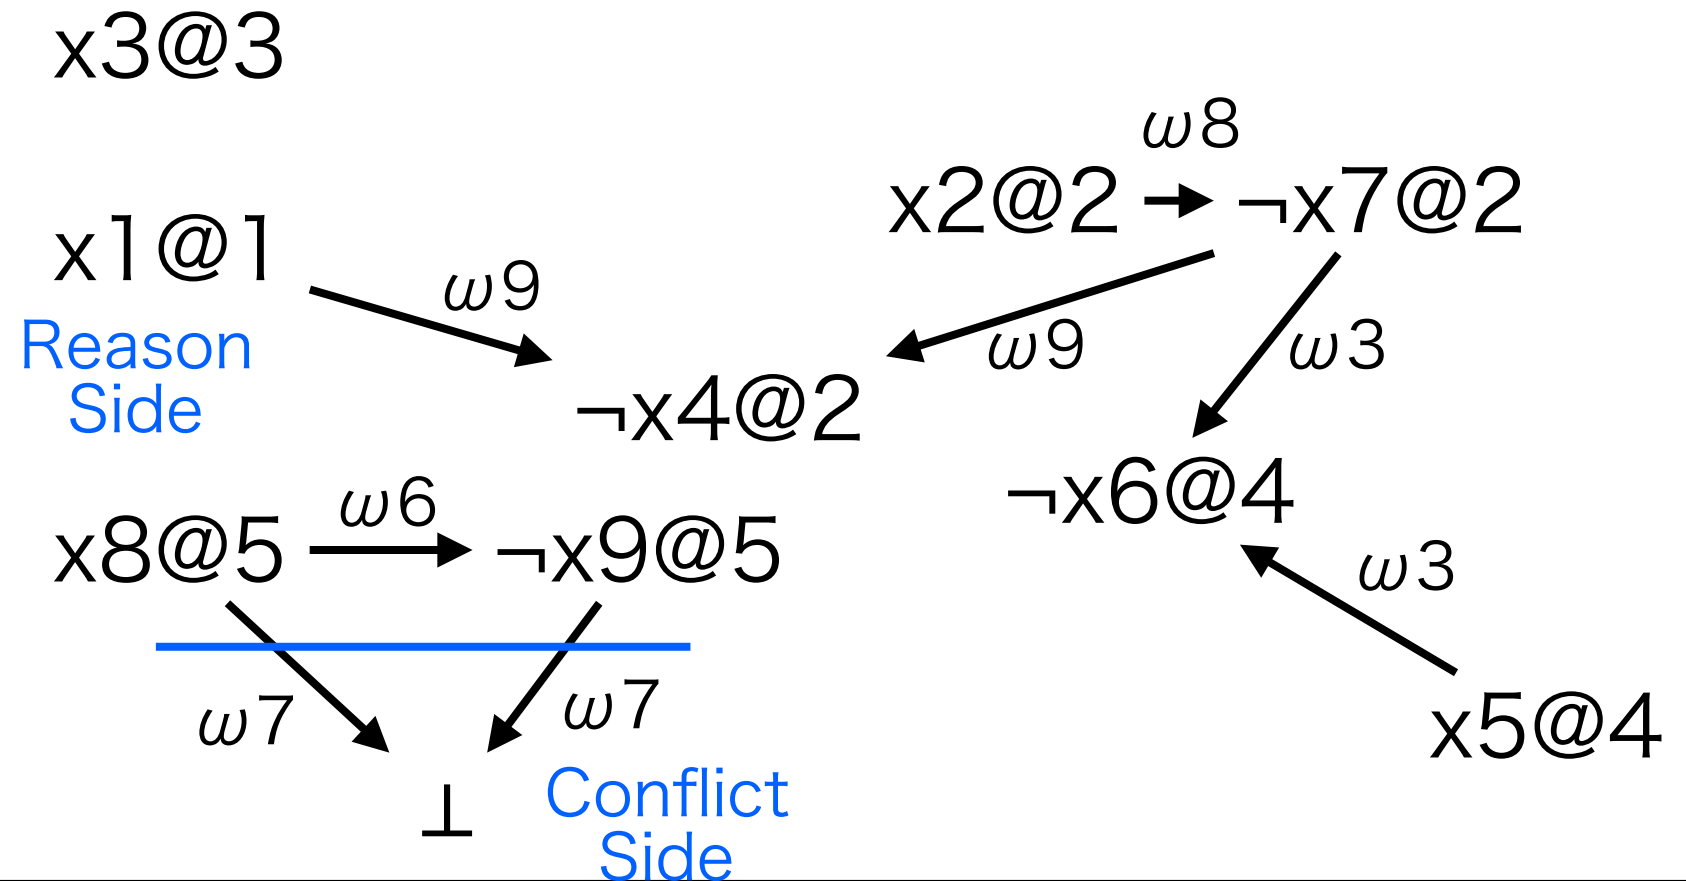 x3@3
ω8
x2@2
¬x7@2
x1@1
ω9
ω9
ω3
Reason
Side
¬x4@2
¬x6@4
ω6
x8@5
¬x9@5
ω3
ω7
ω7
x5@4
⊥
Conflict
Side